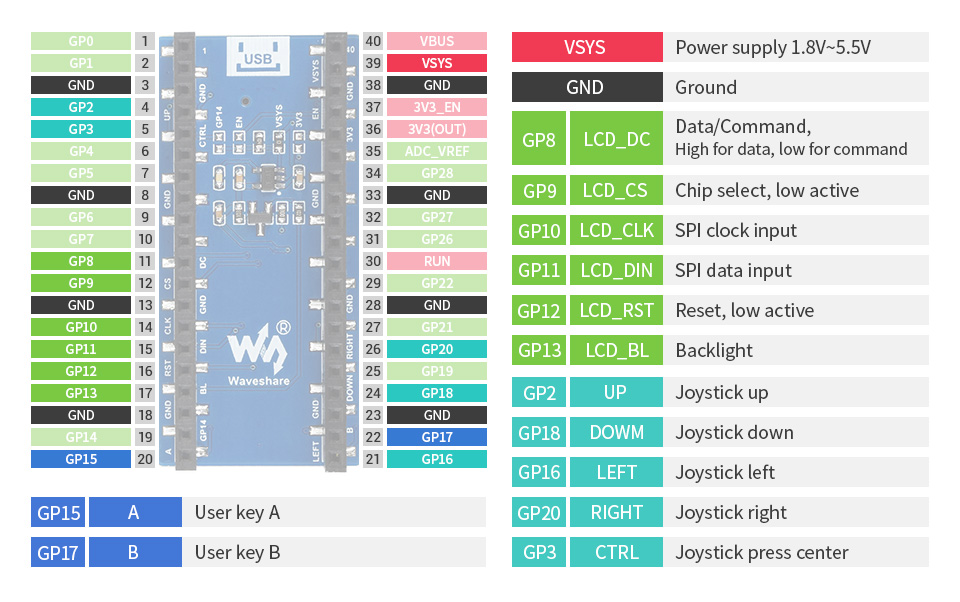 GP0 1
GP1 2
GND 3
GP2 4
GP3 5
GP4 6
GP5 7
GND 8
GP6 9
GP7 10
GP8 11
GP9 12
GND 13
GP10 14
GP11 15
GP12 16
GP13 17
GND 18
GP14 19
GP15 20
1
GND
UP
CTRL
GND
DC
CS
GND
CLK
DIN
RST
BL
GND
GP14
A
USB
GP14
EN
VSYS
3V3
®
Waveshare
40
VSYS
GND
EN
3V3
GND
GND
RIGHT
DOWN
GND
B
LEFT
40 VBUS
39 VSYS
38 GND
37 3V3_EN
36 3V3(OUT)
35 ADC_VREF
34 GP28
33 GND
32 GP27
31 GP26
30 RUN
29 GP22
28 GND
27 GP21
26 GP20
25 GP19
24 GP18
23 GND
22 GP17
21 GP16
GP15 A User key A
GP17 B User key B
VSYS Power supply 1.8V~5.5V
GND Ground
GP8 LCD_DC Data/Command,
High for data, low for command
GP9 LCD_CS Chip select, low active
GP10 LCD_CLK SPI clock input
GP11 LCD_DIN SPI data input
GP12 LCD_RST Reset, low active
GP13 LCD_BL Backlight
GP2 UP Joystick up
GP18 DOWM Joystick down
GP16 LEFT Joystick left
GP20 RIGHT Joystick right
GP3 CTRL Joystick press center